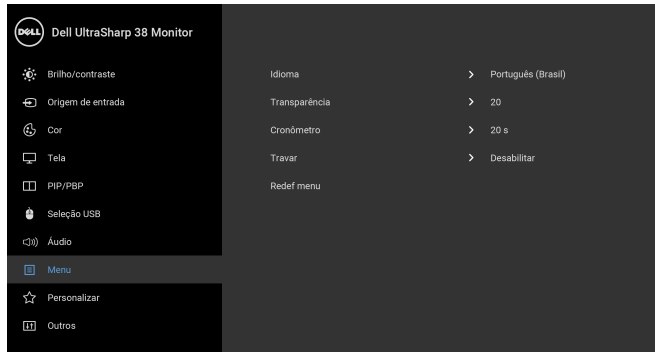 DELL Dell UltraSharp 38 Monitor
Brilho/contraste
Origem de entrada
Cor
Tela
PIP/PBP
Seleção USB
Áudio
Menu
Personalizar
Outros
Idioma > Português (Brasil)
Transparência > 20
Cronômetro > 20 s
Travar > Desabilitar
Redef menu